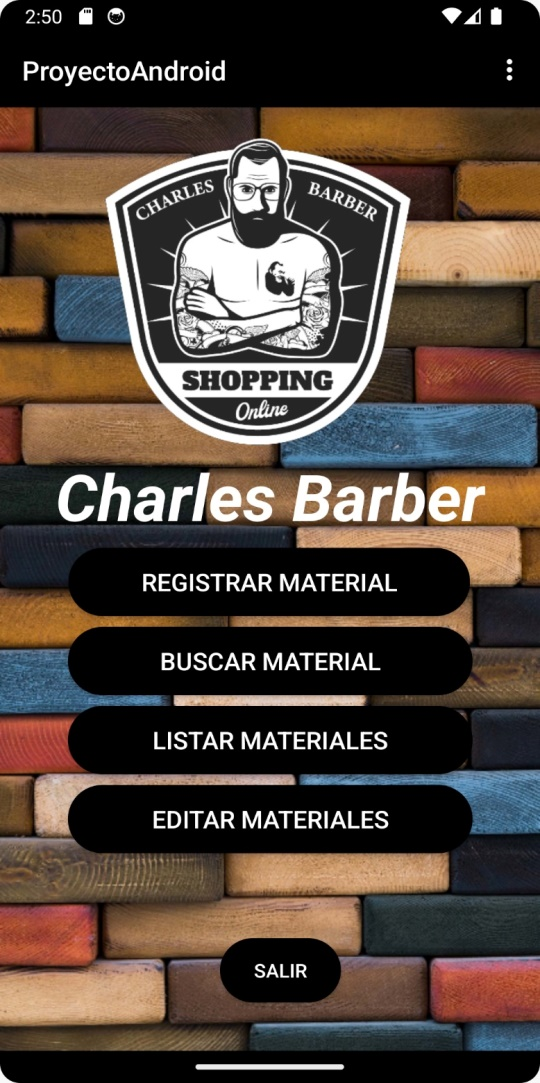 2:50
ProyectoAndroid
CHARLES BARBER
SHOPPING
Online
Charles Barber
REGISTRAR MATERIAL
BUSCAR MATERIAL
LISTAR MATERIALES
EDITAR MATERIALES
SALIR